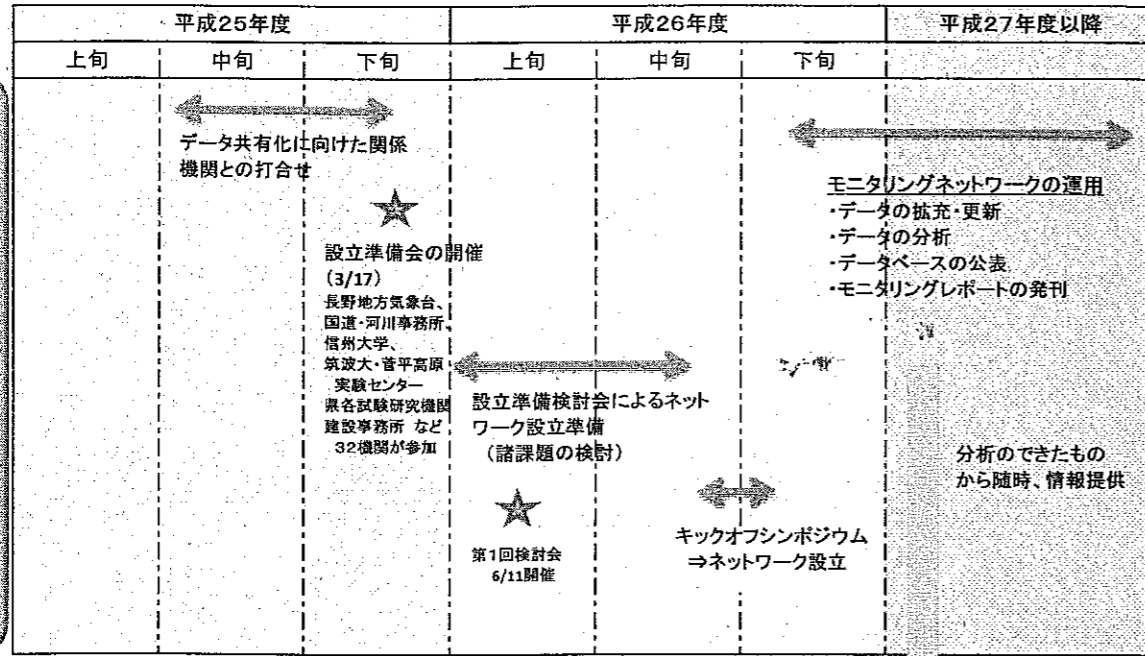 平成25年度
平成26年度
平成27年度以降
上旬
中旬
下旬
上旬
中旬
下旬
データ共有化に向けた関係
機関との打合せ
設立準備会の開催
(3/17)
長野地方気象台、
国道・河川事務所、
信州大学、
筑波大・菅平高原
実験センター
県各試験研究機関
建設事務所 など
32機関が参加
設立準備検討会によるネット
ワーク設立準備
(諸課題の検討)
第1回検討会
6/11開催
キックオフシンポジウム
⇒ネットワーク設立
モニタリングネットワークの運用
・データの拡充・更新
・データの分析
・データベースの公表
・モニタリングレポートの発刊
分析のできたもの
から随時、情報提供